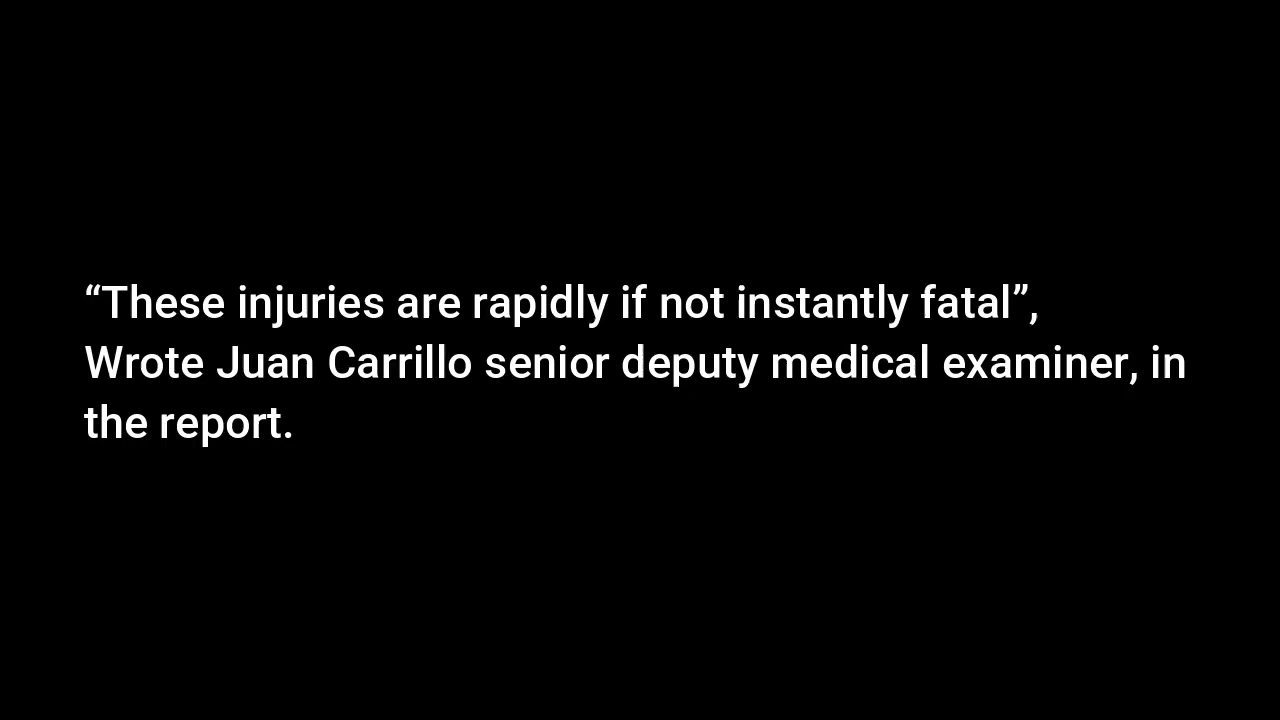 “These injuries are rapidly if not instantly fatal”,
Wrote Juan Carrillo senior deputy medical examiner, in
the report.